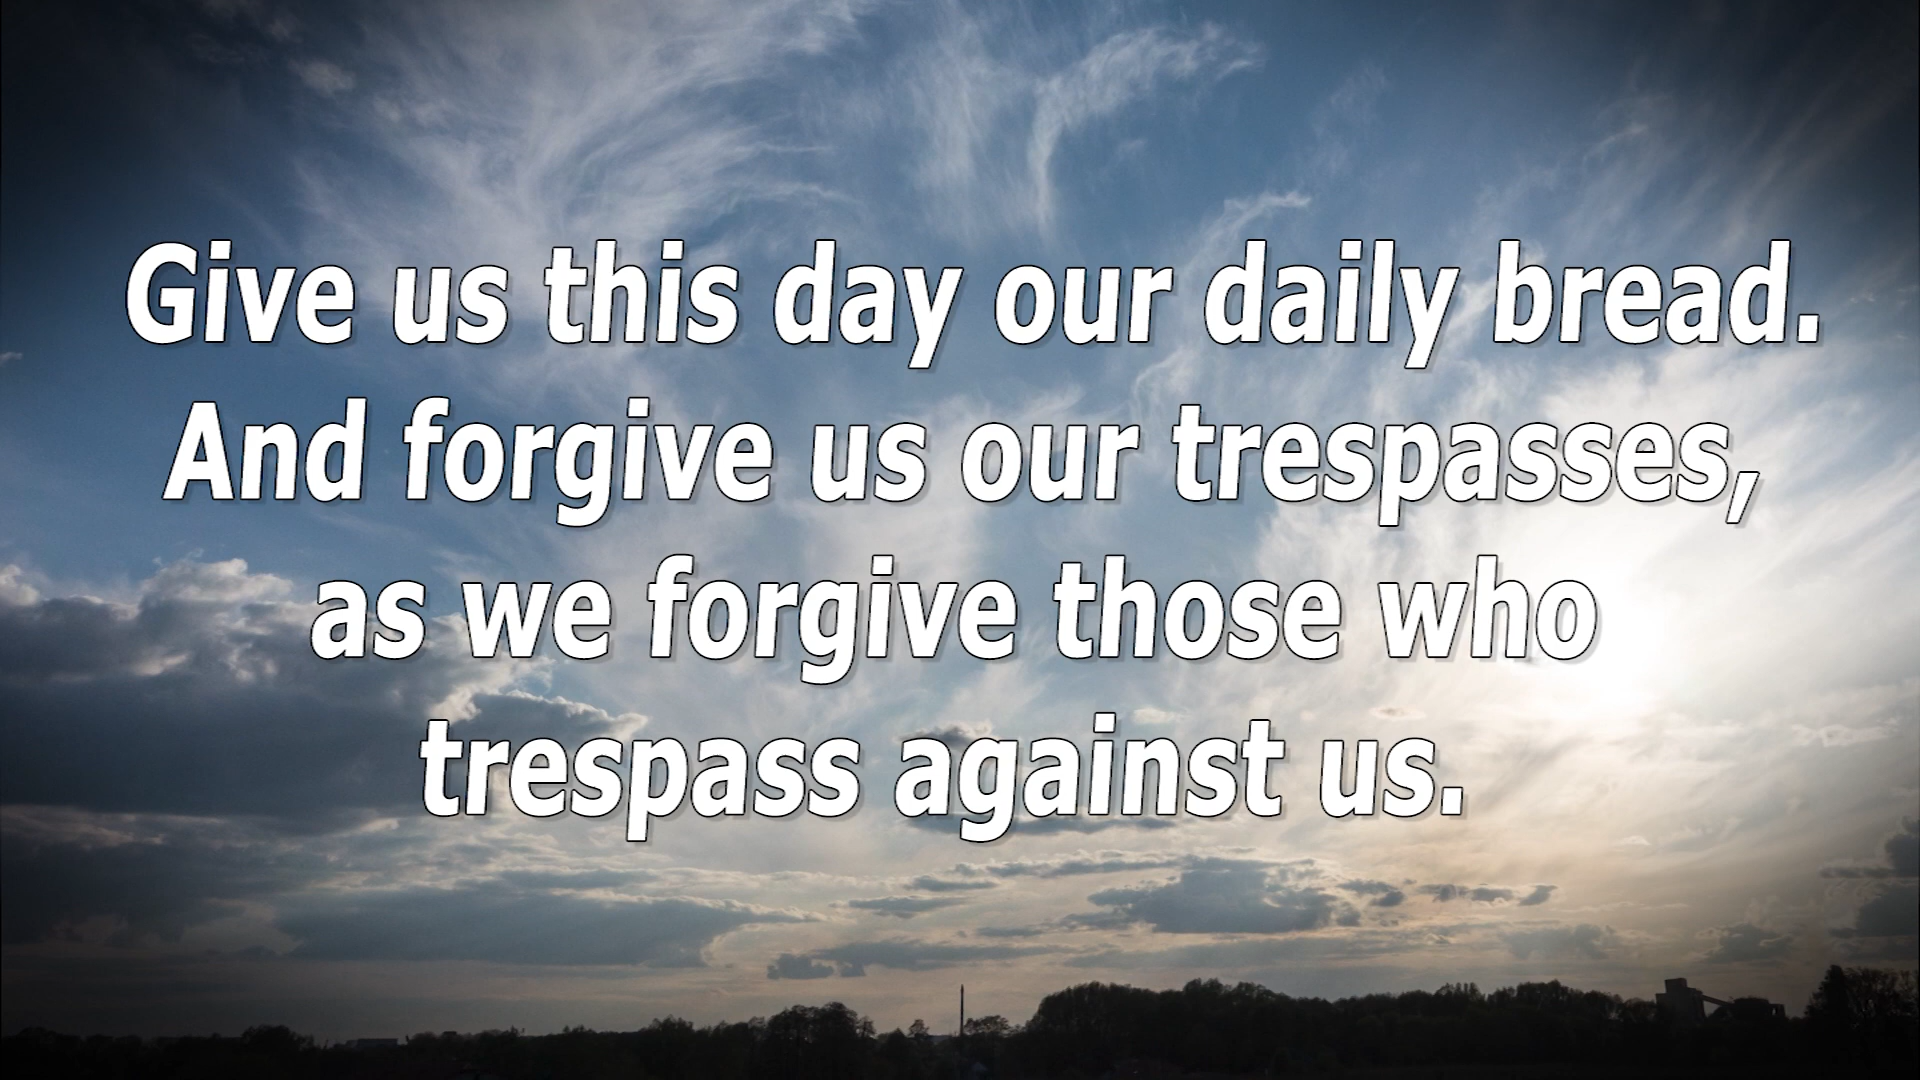 Give us this day our daily bread.
And forgive us our trespasses,
as we forgive those who
trespass against us.